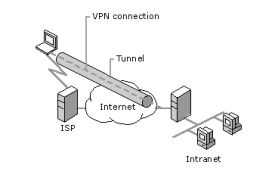 VPN connection
Tunnel
Internet
ISP
Intranet